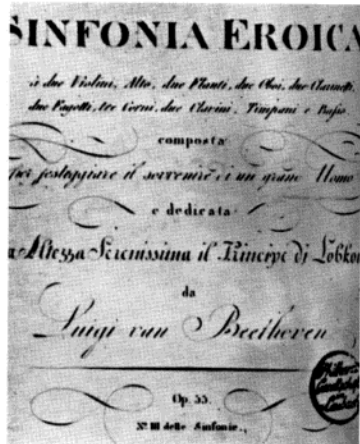 SINFONIA EROICA
à due Violini, Alto, due Flauti, due Oboi, due Clarinetti,
due Fagotti, tre Corni, due Clarini, Timpani e Basso
composta
per festeggiare il sovvenire di un grand Uomo
e dedicata
a Altezza Serenissima il Principe di Lobkow
da
Luigi van Beethoven
Op. 55.
No. III delle Sinfonie.